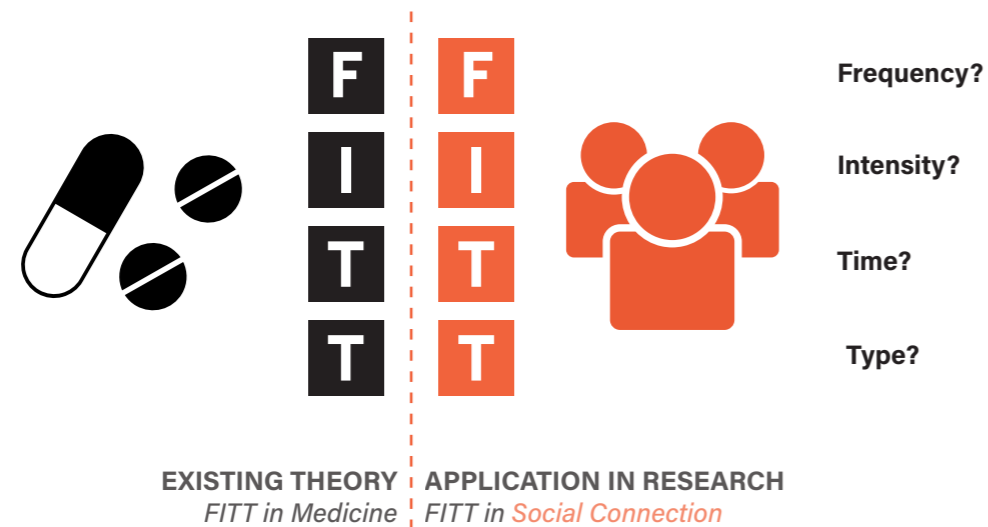 F F Frequency?
I I Intensity?
T T Time?
T T Type?
EXISTING THEORY APPLICATION IN RESEARCH
FITT in Medicine FITT in Social Connection